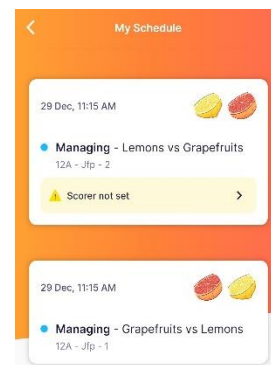 My Schedule
29 Dec, 11:15 AM
Managing - Lemons vs Grapefruits
12A - Jfp - 2
Scorer not set
29 Dec, 11:15 AM
Managing - Grapefruits vs Lemons
12A - Jfp - 1